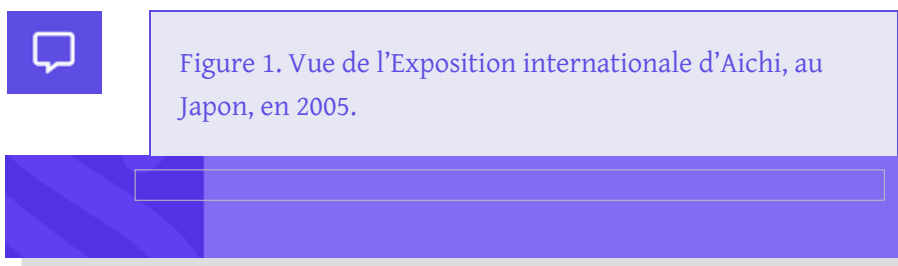 Figure 1. Vue de l’Exposition internationale d’Aichi, au
Japon, en 2005.